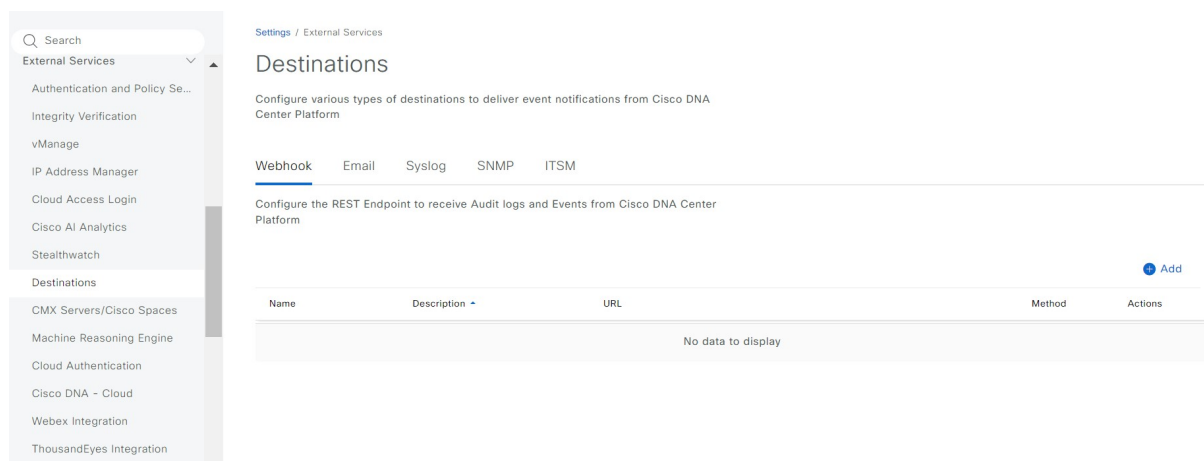 Search
External Services
Authentication and Policy Se...
Integrity Verification
vManage
IP Address Manager
Cloud Access Login
Cisco AI Analytics
Stealthwatch
Destinations
CMX Servers/Cisco Spaces
Machine Reasoning Engine
Cloud Authentication
Cisco DNA - Cloud
Webex Integration
ThousandEyes Integration
Settings / External Services
Destinations
Configure various types of destinations to deliver event notifications from Cisco DNA
Center Platform
Webhook Email Syslog SNMP ITSM
Configure the REST Endpoint to receive Audit logs and Events from Cisco DNA Center
Platform
Add
Name Description URL Method Actions
No data to display